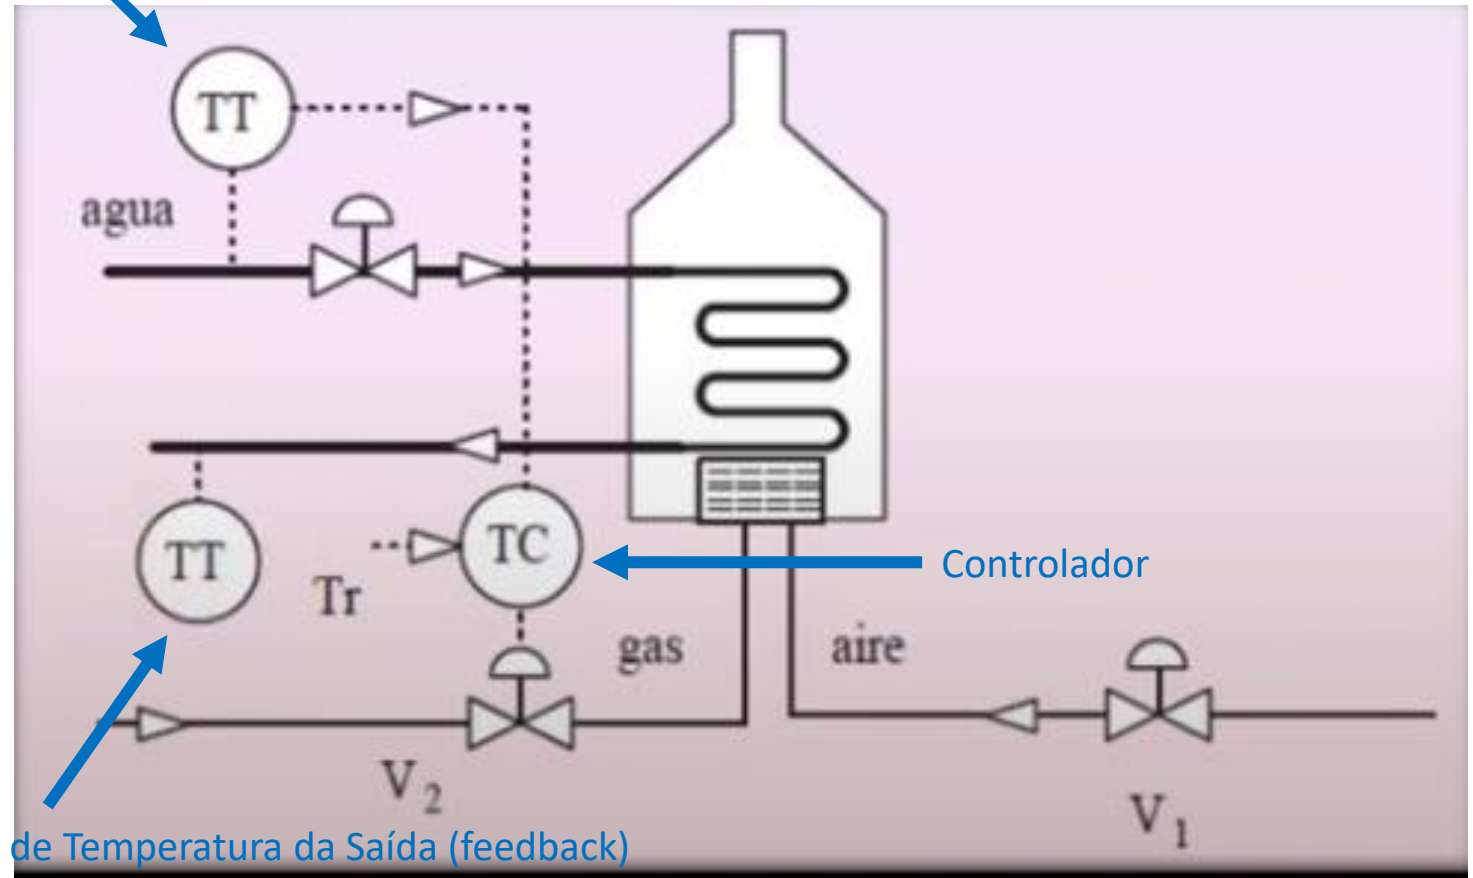 TT
agua
TT
TC
Controlador
Tr
gas
aire
V2
V1
de Temperatura da Saída (feedback)